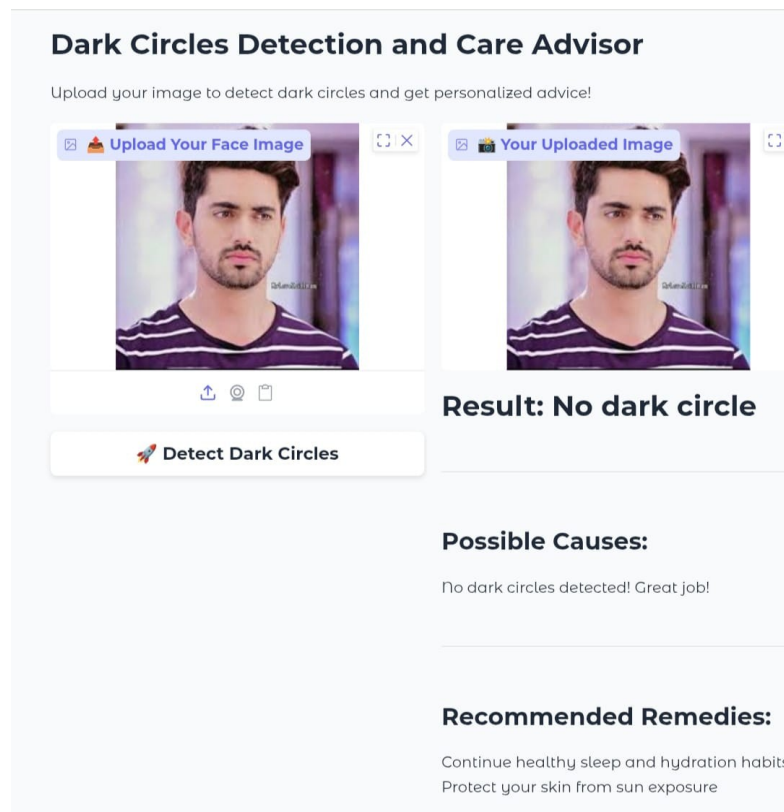 Dark Circles Detection and Care Advisor
Upload your image to detect dark circles and get personalized advice!
📤 Upload Your Face Image
📸 Your Uploaded Image
Result: No dark circle
🚀 Detect Dark Circles
Possible Causes:
No dark circles detected! Great job!
Recommended Remedies:
Continue healthy sleep and hydration habits
Protect your skin from sun exposure